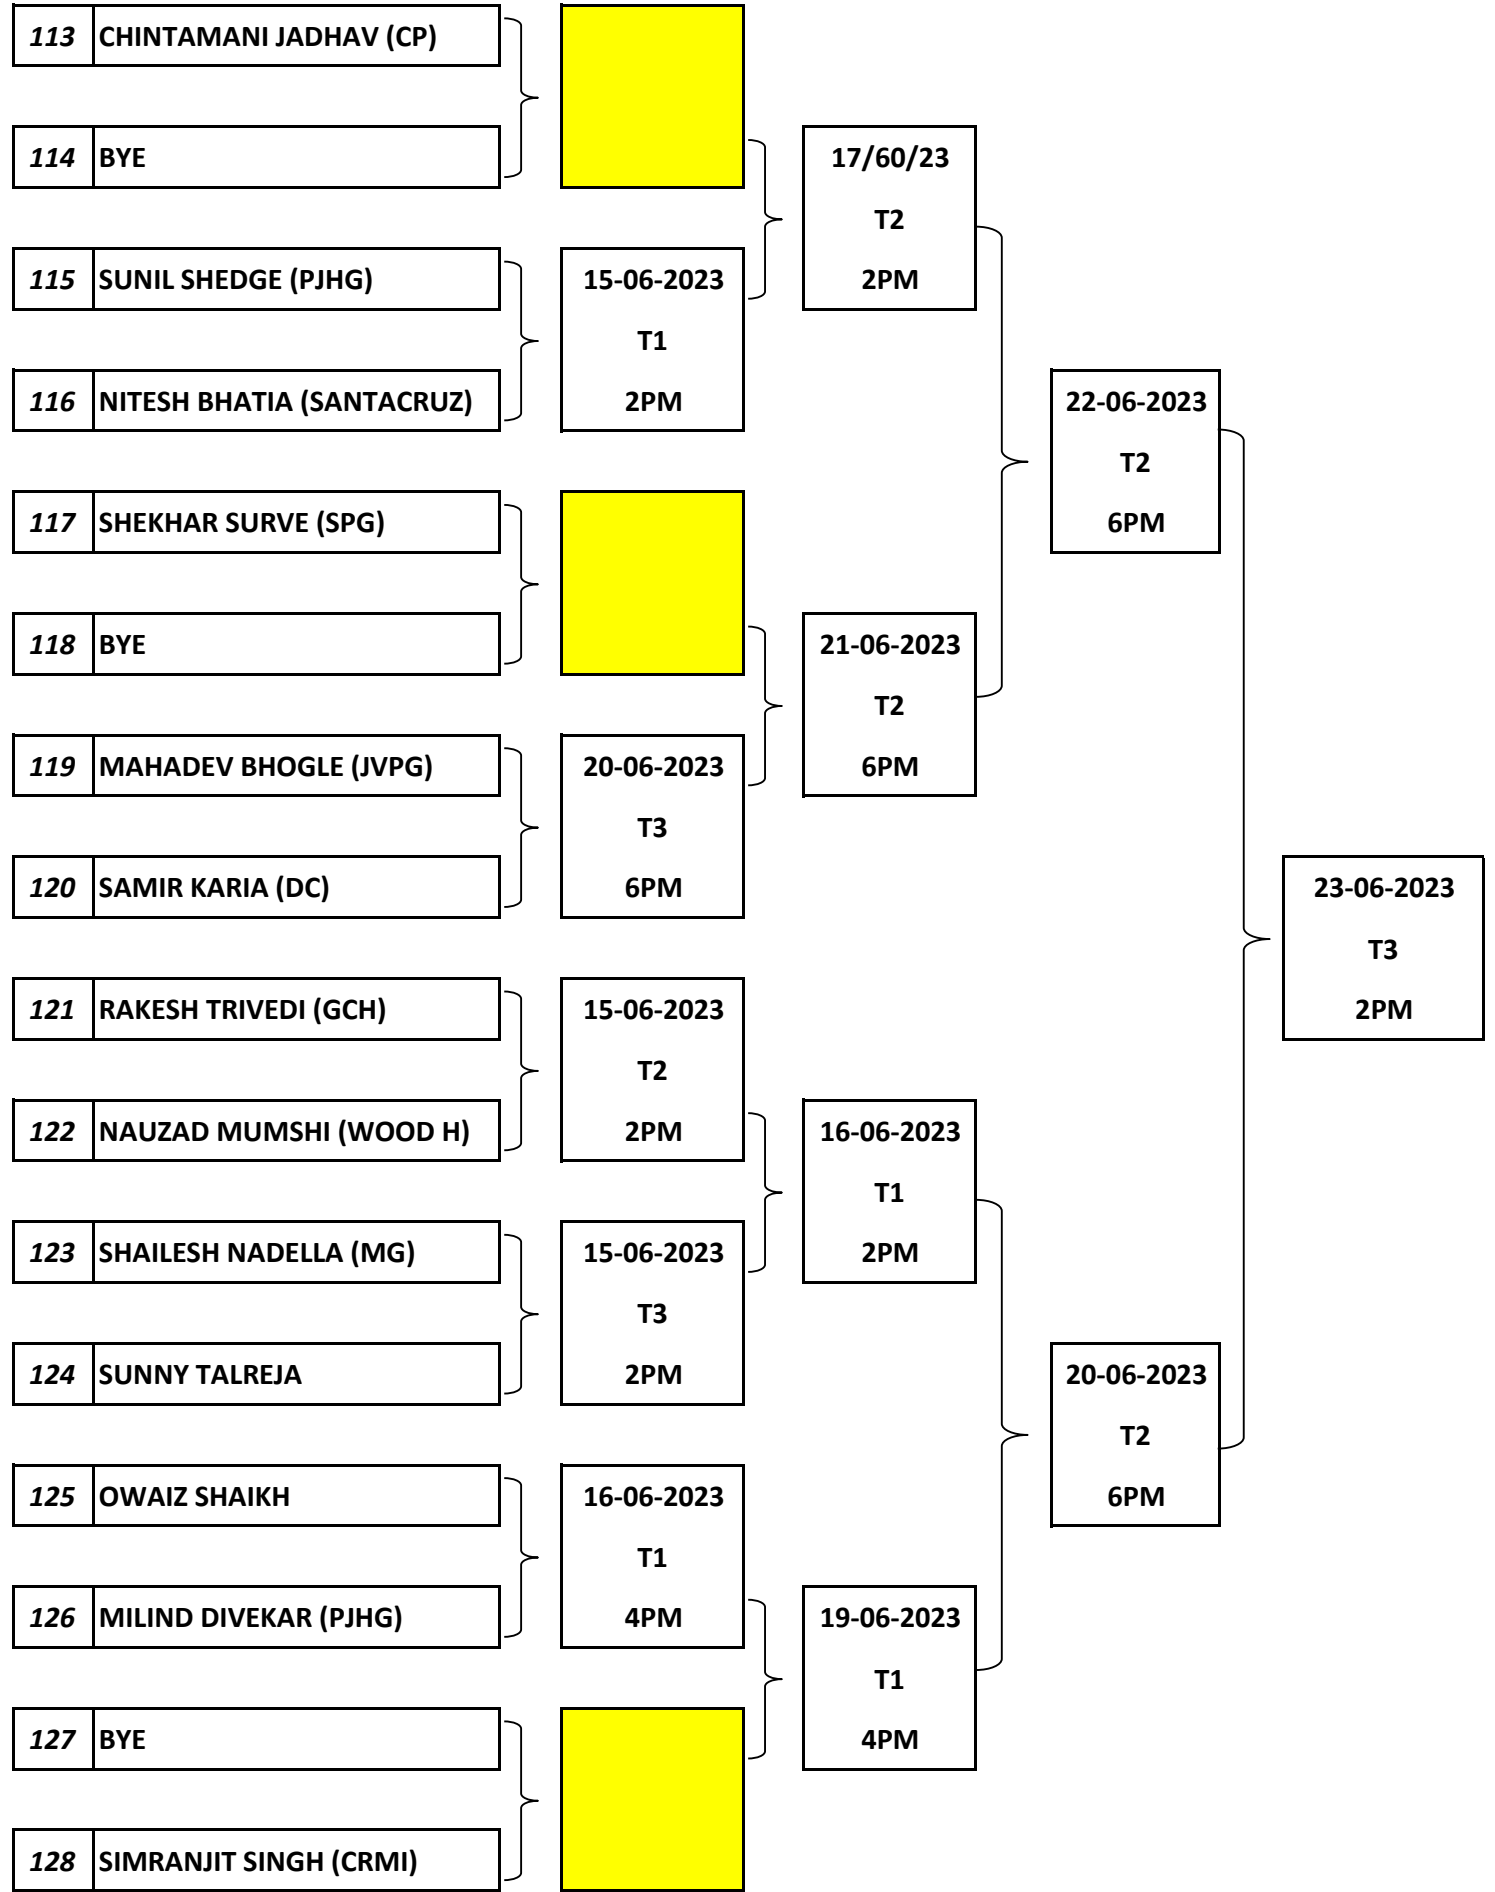 113 CHINTAMANI JADHAV (CP)
114 BYE
17/60/23
T2
2PM
115 SUNIL SHEDGE (PJHG)
15-06-2023
T1
2PM
116 NITESH BHATIA (SANTACRUZ)
22-06-2023
T2
6PM
117 SHEKHAR SURVE (SPG)
118 BYE
21-06-2023
T2
6PM
119 MAHADEV BHOGLE (JVPG)
20-06-2023
T3
6PM
120 SAMIR KARIA (DC)
23-06-2023
T3
2PM
121 RAKESH TRIVEDI (GCH)
15-06-2023
T2
2PM
122 NAUZAD MUMSHI (WOOD H)
16-06-2023
T1
2PM
123 SHAILESH NADELLA (MG)
15-06-2023
T3
2PM
124 SUNNY TALREJA
20-06-2023
T2
6PM
125 OWAIZ SHAIKH
16-06-2023
T1
4PM
126 MILIND DIVEKAR (PJHG)
19-06-2023
T1
4PM
127 BYE
128 SIMRANJIT SINGH (CRMI)